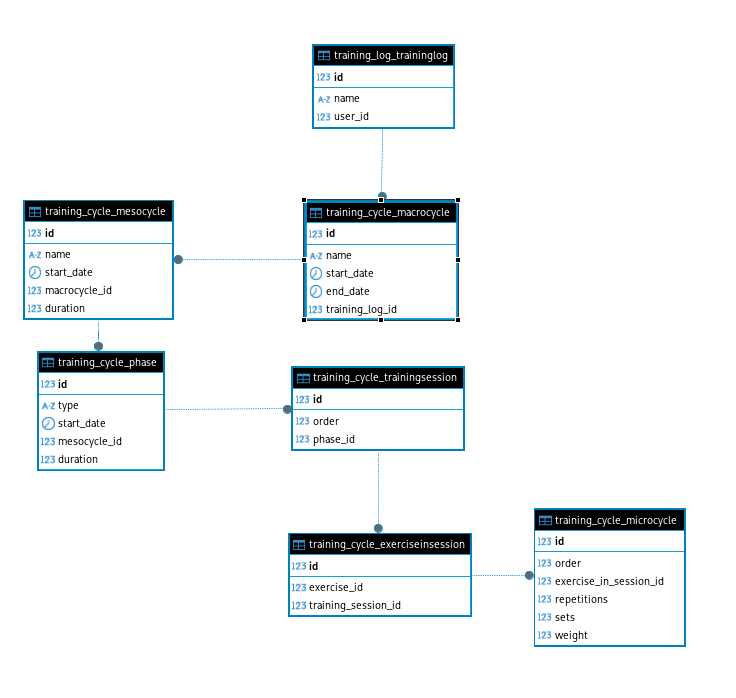 training_log_traininglog
123 id
A-Z name
123 user_id
training_cycle_mesocycle
123 id
A-Z name
start_date
123 macrocycle_id
123 duration
training_cycle_macrocycle
123 id
A-Z name
start_date
end_date
123 training_log_id
training_cycle_phase
123 id
A-Z type
start_date
123 mesocycle_id
123 duration
training_cycle_trainingsession
123 id
123 order
123 phase_id
training_cycle_exerciseinsession
123 id
123 exercise_id
123 training_session_id
training_cycle_microcycle
123 id
123 order
123 exercise_in_session_id
123 repetitions
123 sets
123 weight